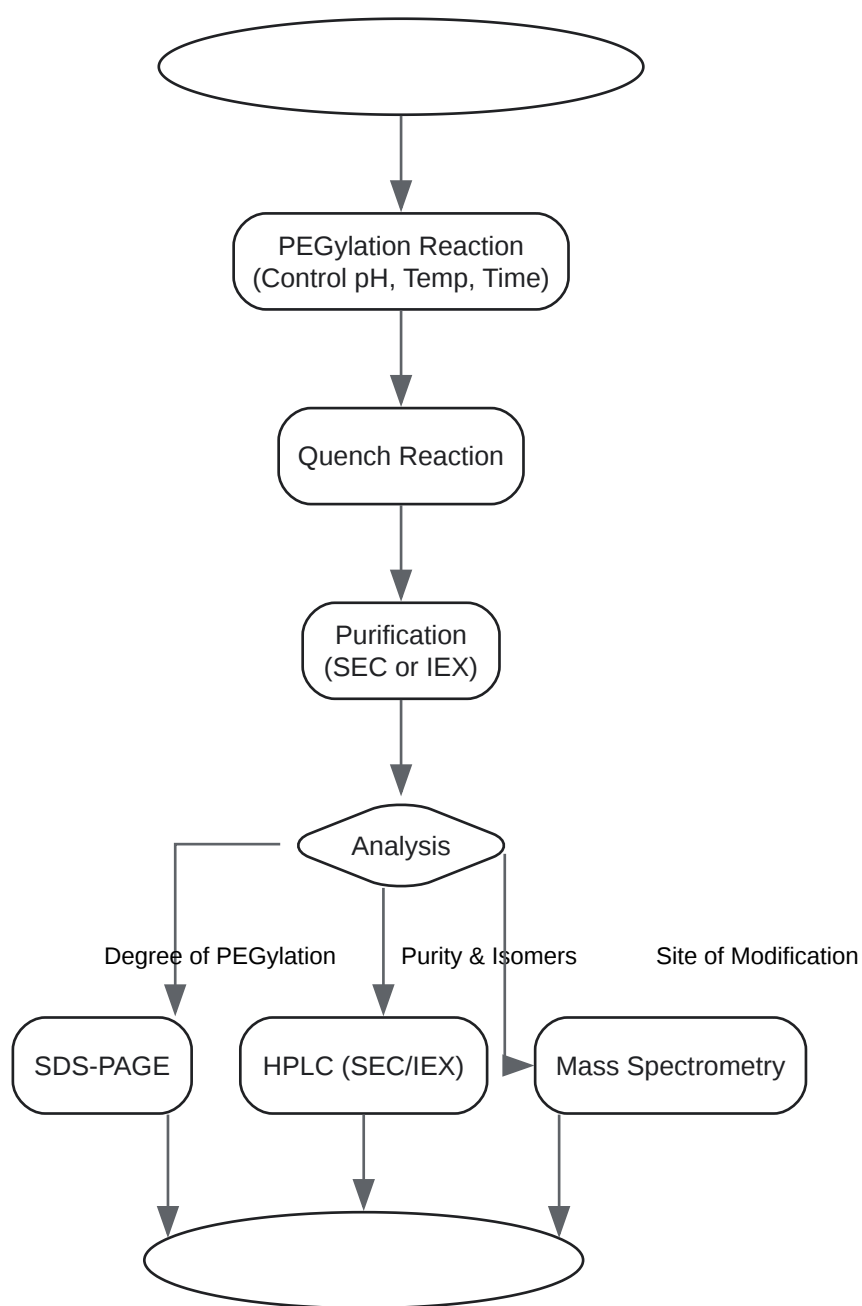 PEGylation Reaction
(Control pH, Temp, Time)
Quench Reaction
Purification
(SEC or IEX)
Analysis
Degree of PEGylation
Purity & Isomers
Site of Modification
SDS-PAGE
HPLC (SEC/IEX)
Mass Spectrometry